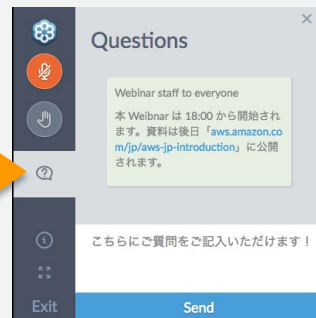 Questions
Webinar staff to everyone
本 Weibnar は 18:00 から開始され
ます。資料は後日「aws.amazon.co
m/jp/aws-jp-introduction」に公開
されます。
こちらにご質問をご記入いただけます！
Exit
Send